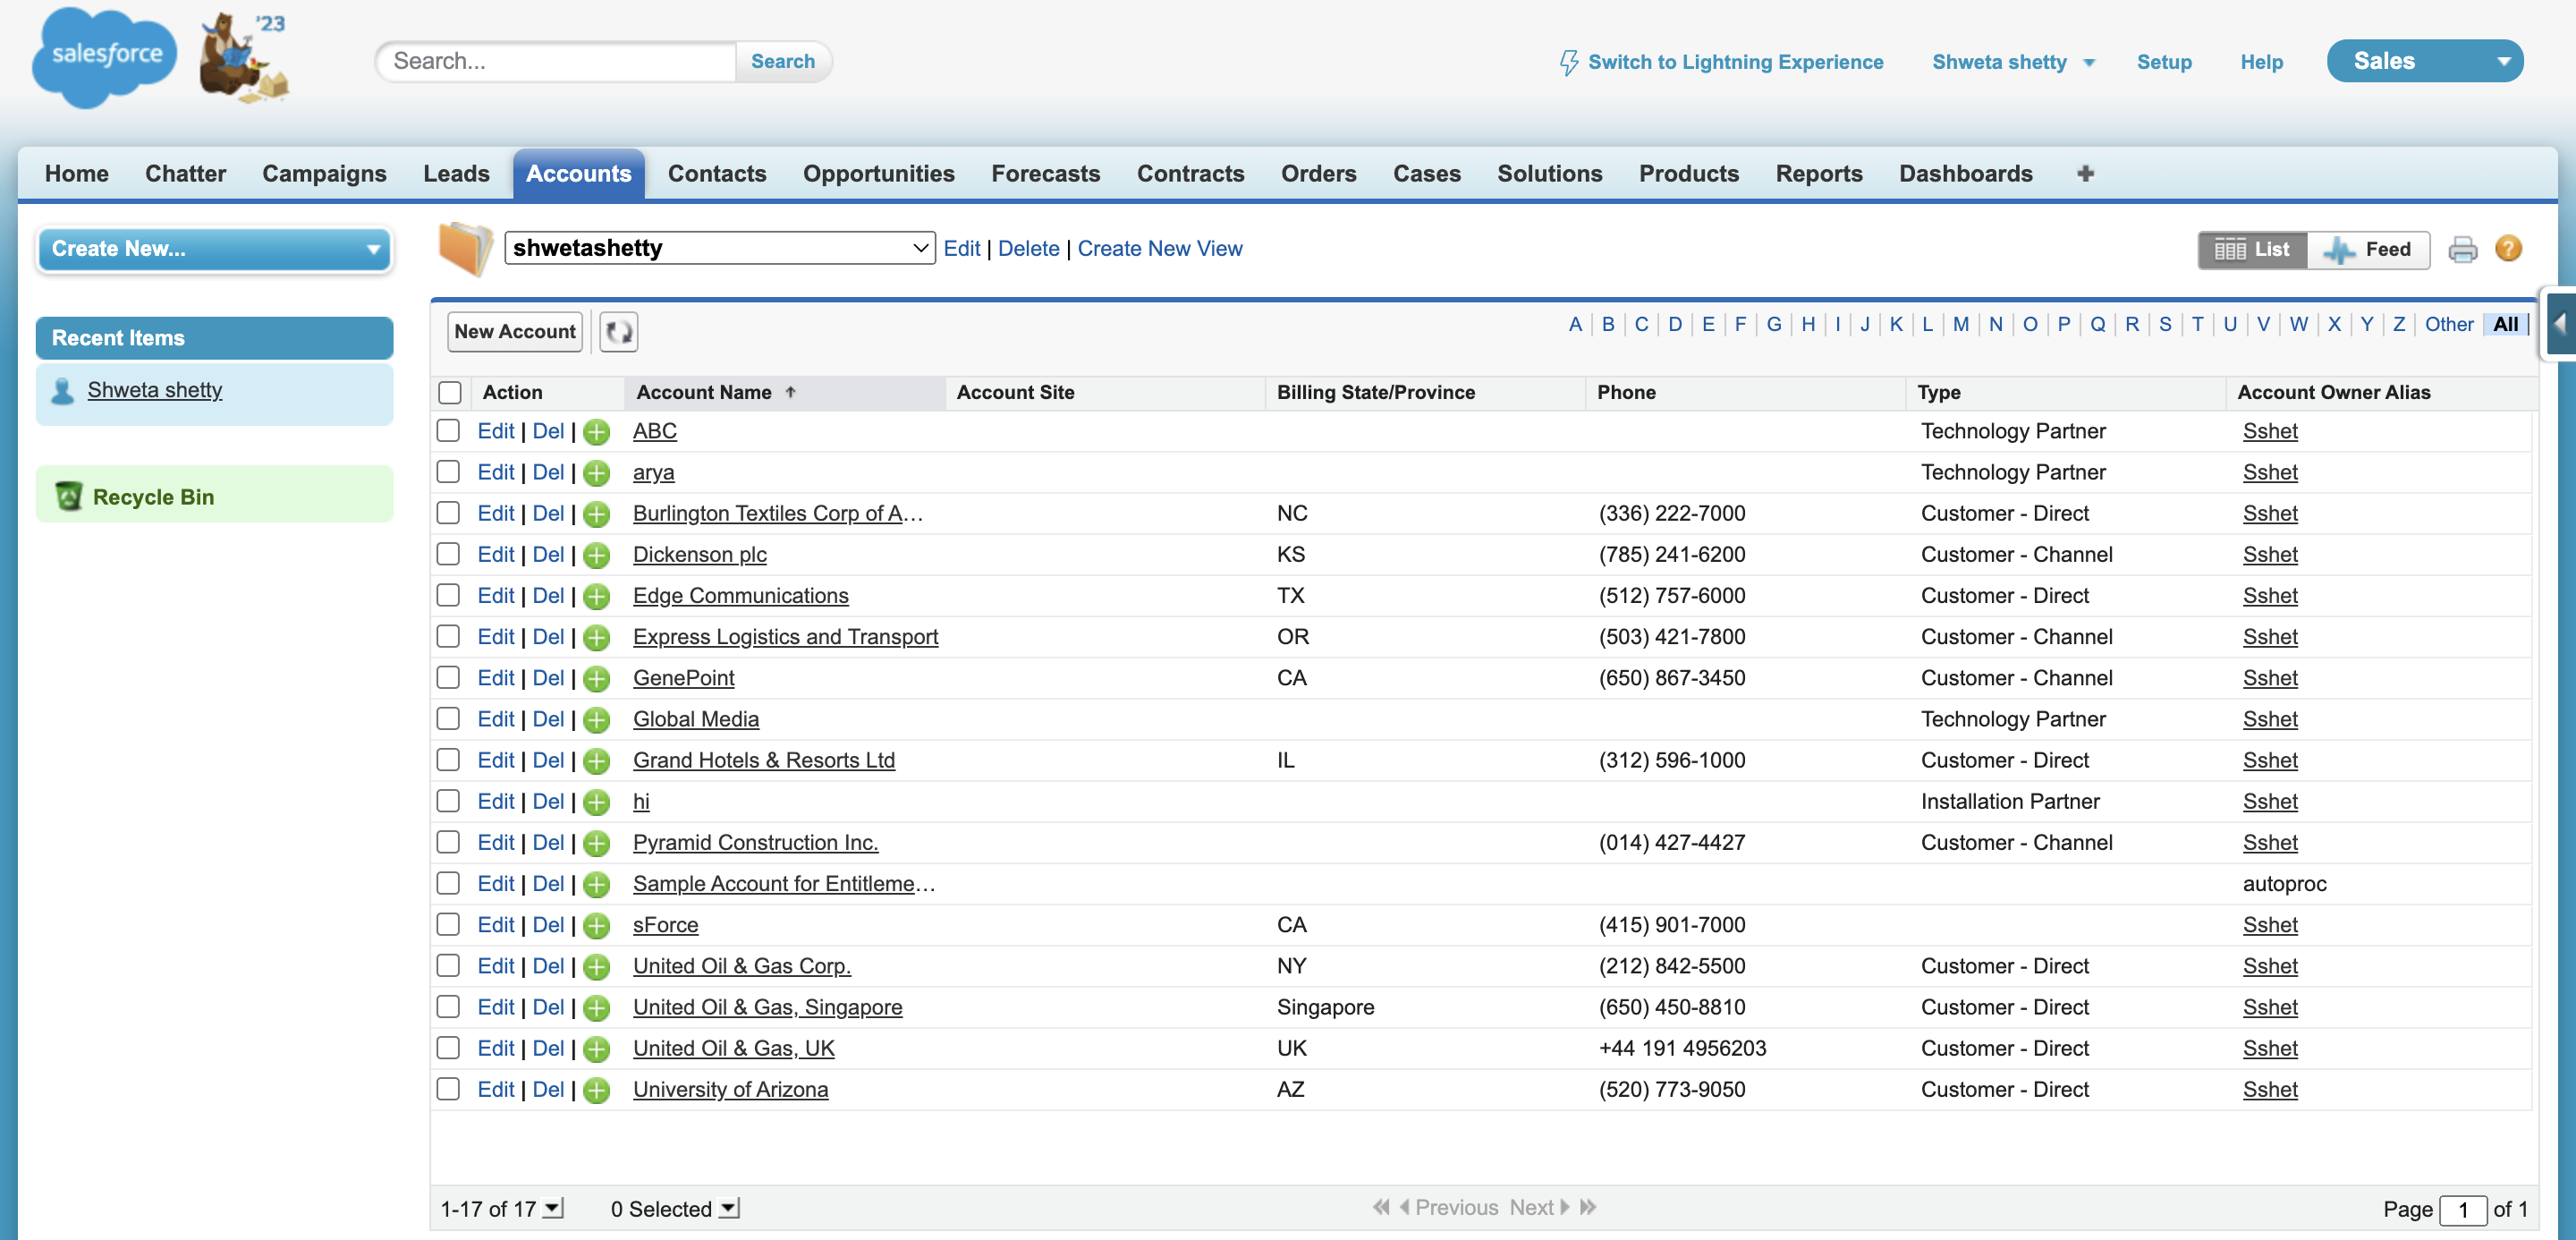 salesforce
'23
Search...
Search
Switch to Lightning Experience
Shweta shetty
Setup
Help
Sales
Home Chatter Campaigns Leads Accounts Contacts Opportunities Forecasts Contracts Orders Cases Solutions Products Reports Dashboards +
Create New...
shwetashetty
Edit | Delete | Create New View
List
Feed
?
Recent Items
Shweta shetty
Recycle Bin
New Account
A | B | C | D | E | F | G | H | I | J | K | L | M | N | O | P | Q | R | S | T | U | V | W | X | Y | Z | Other | All |
Action Account Name ↑ Account Site Billing State/Province Phone Type Account Owner Alias
Edit | Del | + ABC Technology Partner Sshet
Edit | Del | + arya Technology Partner Sshet
Edit | Del | + Burlington Textiles Corp of A... NC (336) 222-7000 Customer - Direct Sshet
Edit | Del | + Dickenson plc KS (785) 241-6200 Customer - Channel Sshet
Edit | Del | + Edge Communications TX (512) 757-6000 Customer - Direct Sshet
Edit | Del | + Express Logistics and Transport OR (503) 421-7800 Customer - Channel Sshet
Edit | Del | + GenePoint CA (650) 867-3450 Customer - Channel Sshet
Edit | Del | + Global Media Technology Partner Sshet
Edit | Del | + Grand Hotels & Resorts Ltd IL (312) 596-1000 Customer - Direct Sshet
Edit | Del | + hi Installation Partner Sshet
Edit | Del | + Pyramid Construction Inc. (014) 427-4427 Customer - Channel Sshet
Edit | Del | + Sample Account for Entitleme... autoproc
Edit | Del | + sForce CA (415) 901-7000 Sshet
Edit | Del | + United Oil & Gas Corp. NY (212) 842-5500 Customer - Direct Sshet
Edit | Del | + United Oil & Gas, Singapore Singapore (650) 450-8810 Customer - Direct Sshet
Edit | Del | + United Oil & Gas, UK UK +44 191 4956203 Customer - Direct Sshet
Edit | Del | + University of Arizona AZ (520) 773-9050 Customer - Direct Sshet
1-17 of 17 0 Selected Previous Next Page 1 of 1